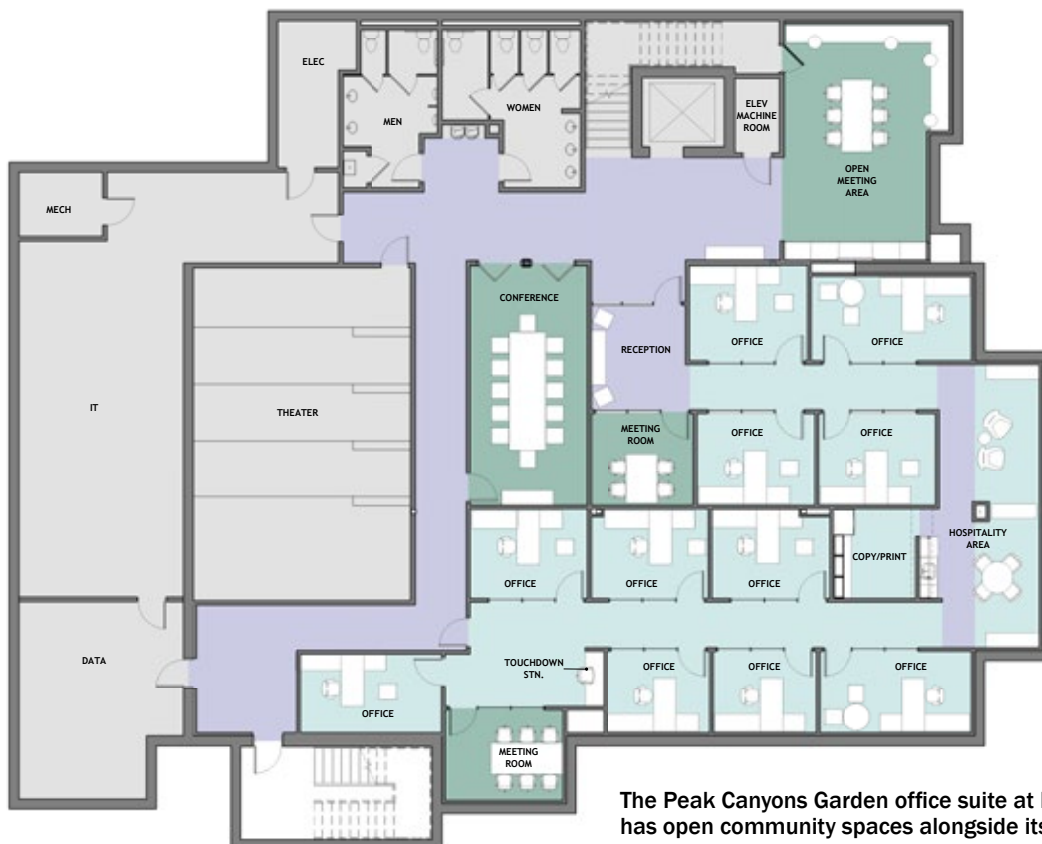 ELEC
MEN
WOMEN
ELEV
MACHINE
ROOM
OPEN
MEETING
AREA
MECH
CONFERENCE
OFFICE
OFFICE
RECEPTION
IT
THEATER
MEETING
ROOM
OFFICE
OFFICE
HOSPITALITY
AREA
COPY/PRINT
OFFICE
OFFICE
OFFICE
DATA
TOUCHDOWN
STN.
OFFICE
OFFICE
OFFICE
OFFICE
MEETING
ROOM
The Peak Canyons Garden office suite at
has open community spaces alongside its